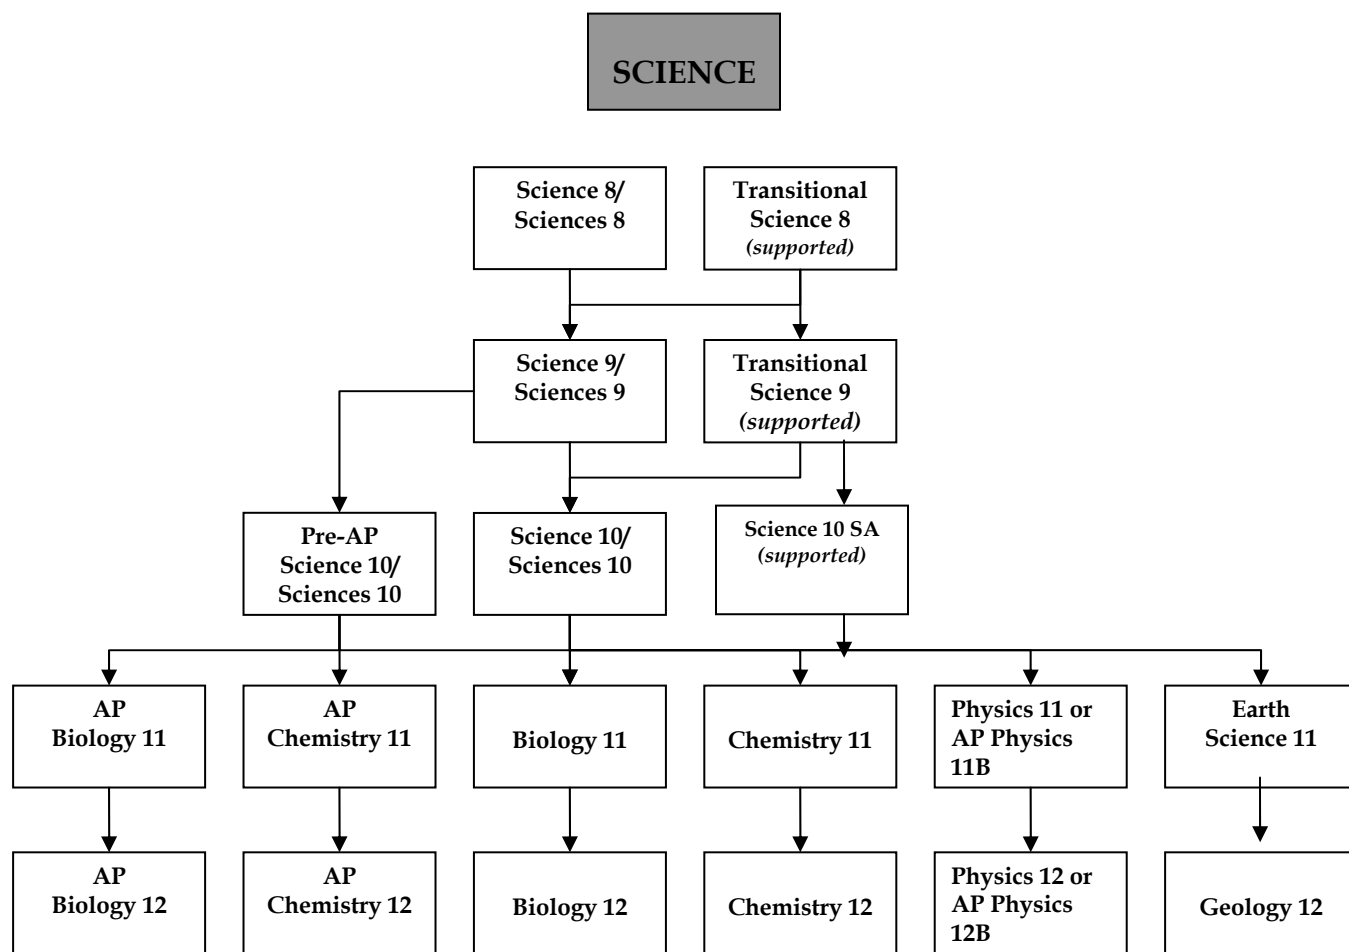 SCIENCE
Science 8/
Sciences 8
Transitional
Science 8
(supported)
Science 9/
Sciences 9
Transitional
Science 9
(supported)
Pre-AP
Science 10/
Sciences 10
Science 10/
Sciences 10
Science 10 SA
(supported)
AP
Biology 11
AP
Chemistry 11
Biology 11
Chemistry 11
Physics 11 or
AP Physics
11B
Earth
Science 11
AP
Biology 12
AP
Chemistry 12
Biology 12
Chemistry 12
Physics 12 or
AP Physics
12B
Geology 12